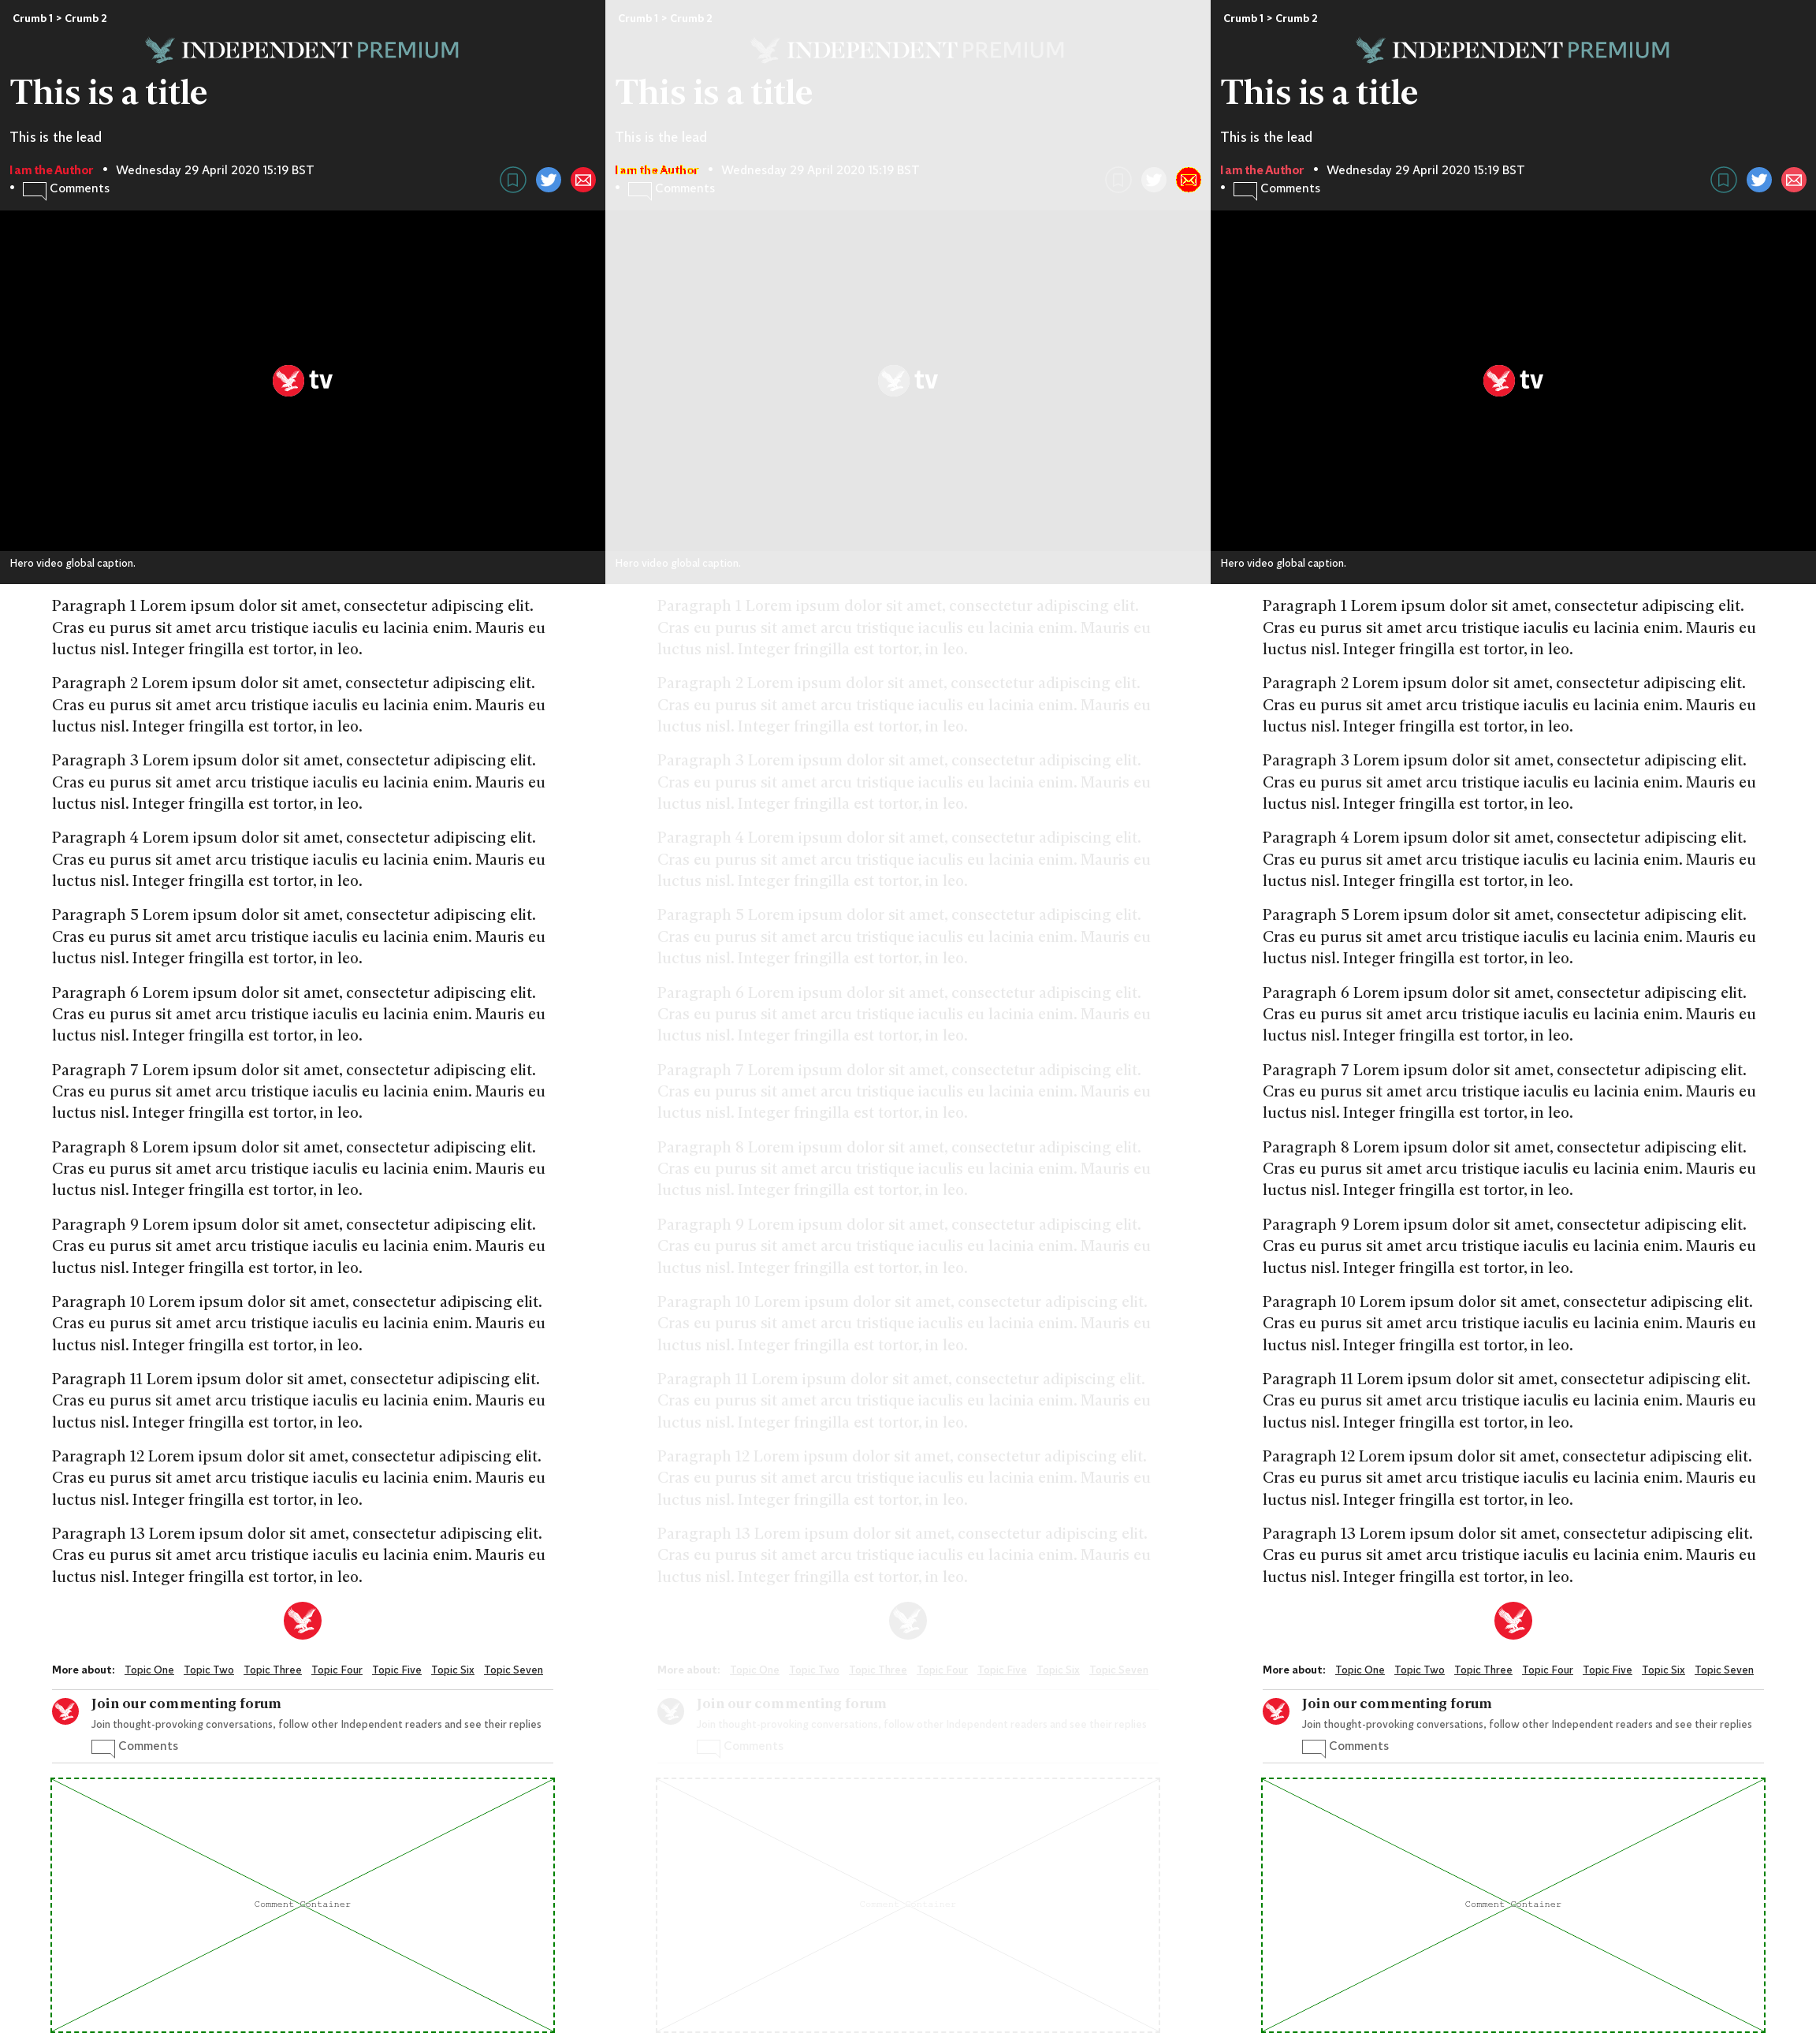 Crumb 1 > Crumb 2
INDEPENDENT PREMIUM
This is a title
This is the lead
I am the Author • Wednesday 29 April 2020 15:19 BST
• Comments
tv
Hero video global caption.
Paragraph 1 Lorem ipsum dolor sit amet, consectetur adipiscing elit.
Cras eu purus sit amet arcu tristique iaculis eu lacinia enim. Mauris eu
luctus nisl. Integer fringilla est tortor, in leo.
Paragraph 2 Lorem ipsum dolor sit amet, consectetur adipiscing elit.
Cras eu purus sit amet arcu tristique iaculis eu lacinia enim. Mauris eu
luctus nisl. Integer fringilla est tortor, in leo.
Paragraph 3 Lorem ipsum dolor sit amet, consectetur adipiscing elit.
Cras eu purus sit amet arcu tristique iaculis eu lacinia enim. Mauris eu
luctus nisl. Integer fringilla est tortor, in leo.
Paragraph 4 Lorem ipsum dolor sit amet, consectetur adipiscing elit.
Cras eu purus sit amet arcu tristique iaculis eu lacinia enim. Mauris eu
luctus nisl. Integer fringilla est tortor, in leo.
Paragraph 5 Lorem ipsum dolor sit amet, consectetur adipiscing elit.
Cras eu purus sit amet arcu tristique iaculis eu lacinia enim. Mauris eu
luctus nisl. Integer fringilla est tortor, in leo.
Paragraph 6 Lorem ipsum dolor sit amet, consectetur adipiscing elit.
Cras eu purus sit amet arcu tristique iaculis eu lacinia enim. Mauris eu
luctus nisl. Integer fringilla est tortor, in leo.
Paragraph 7 Lorem ipsum dolor sit amet, consectetur adipiscing elit.
Cras eu purus sit amet arcu tristique iaculis eu lacinia enim. Mauris eu
luctus nisl. Integer fringilla est tortor, in leo.
Paragraph 8 Lorem ipsum dolor sit amet, consectetur adipiscing elit.
Cras eu purus sit amet arcu tristique iaculis eu lacinia enim. Mauris eu
luctus nisl. Integer fringilla est tortor, in leo.
Paragraph 9 Lorem ipsum dolor sit amet, consectetur adipiscing elit.
Cras eu purus sit amet arcu tristique iaculis eu lacinia enim. Mauris eu
luctus nisl. Integer fringilla est tortor, in leo.
Paragraph 10 Lorem ipsum dolor sit amet, consectetur adipiscing elit.
Cras eu purus sit amet arcu tristique iaculis eu lacinia enim. Mauris eu
luctus nisl. Integer fringilla est tortor, in leo.
Paragraph 11 Lorem ipsum dolor sit amet, consectetur adipiscing elit.
Cras eu purus sit amet arcu tristique iaculis eu lacinia enim. Mauris eu
luctus nisl. Integer fringilla est tortor, in leo.
Paragraph 12 Lorem ipsum dolor sit amet, consectetur adipiscing elit.
Cras eu purus sit amet arcu tristique iaculis eu lacinia enim. Mauris eu
luctus nisl. Integer fringilla est tortor, in leo.
Paragraph 13 Lorem ipsum dolor sit amet, consectetur adipiscing elit.
Cras eu purus sit amet arcu tristique iaculis eu lacinia enim. Mauris eu
luctus nisl. Integer fringilla est tortor, in leo.
More about: Topic One Topic Two Topic Three Topic Four Topic Five Topic Six Topic Seven
Join our commenting forum
Join thought-provoking conversations, follow other Independent readers and see their replies
Comments
Comment Container
Crumb 1 > Crumb 2
INDEPENDENT PREMIUM
This is a title
This is the lead
I am the Author • Wednesday 29 April 2020 15:19 BST
• Comments
tv
Hero video global caption.
Paragraph 1 Lorem ipsum dolor sit amet, consectetur adipiscing elit.
Cras eu purus sit amet arcu tristique iaculis eu lacinia enim. Mauris eu
luctus nisl. Integer fringilla est tortor, in leo.
Paragraph 2 Lorem ipsum dolor sit amet, consectetur adipiscing elit.
Cras eu purus sit amet arcu tristique iaculis eu lacinia enim. Mauris eu
luctus nisl. Integer fringilla est tortor, in leo.
Paragraph 3 Lorem ipsum dolor sit amet, consectetur adipiscing elit.
Cras eu purus sit amet arcu tristique iaculis eu lacinia enim. Mauris eu
luctus nisl. Integer fringilla est tortor, in leo.
Paragraph 4 Lorem ipsum dolor sit amet, consectetur adipiscing elit.
Cras eu purus sit amet arcu tristique iaculis eu lacinia enim. Mauris eu
luctus nisl. Integer fringilla est tortor, in leo.
Paragraph 5 Lorem ipsum dolor sit amet, consectetur adipiscing elit.
Cras eu purus sit amet arcu tristique iaculis eu lacinia enim. Mauris eu
luctus nisl. Integer fringilla est tortor, in leo.
Paragraph 6 Lorem ipsum dolor sit amet, consectetur adipiscing elit.
Cras eu purus sit amet arcu tristique iaculis eu lacinia enim. Mauris eu
luctus nisl. Integer fringilla est tortor, in leo.
Paragraph 7 Lorem ipsum dolor sit amet, consectetur adipiscing elit.
Cras eu purus sit amet arcu tristique iaculis eu lacinia enim. Mauris eu
luctus nisl. Integer fringilla est tortor, in leo.
Paragraph 8 Lorem ipsum dolor sit amet, consectetur adipiscing elit.
Cras eu purus sit amet arcu tristique iaculis eu lacinia enim. Mauris eu
luctus nisl. Integer fringilla est tortor, in leo.
Paragraph 9 Lorem ipsum dolor sit amet, consectetur adipiscing elit.
Cras eu purus sit amet arcu tristique iaculis eu lacinia enim. Mauris eu
luctus nisl. Integer fringilla est tortor, in leo.
Paragraph 10 Lorem ipsum dolor sit amet, consectetur adipiscing elit.
Cras eu purus sit amet arcu tristique iaculis eu lacinia enim. Mauris eu
luctus nisl. Integer fringilla est tortor, in leo.
Paragraph 11 Lorem ipsum dolor sit amet, consectetur adipiscing elit.
Cras eu purus sit amet arcu tristique iaculis eu lacinia enim. Mauris eu
luctus nisl. Integer fringilla est tortor, in leo.
Paragraph 12 Lorem ipsum dolor sit amet, consectetur adipiscing elit.
Cras eu purus sit amet arcu tristique iaculis eu lacinia enim. Mauris eu
luctus nisl. Integer fringilla est tortor, in leo.
Paragraph 13 Lorem ipsum dolor sit amet, consectetur adipiscing elit.
Cras eu purus sit amet arcu tristique iaculis eu lacinia enim. Mauris eu
luctus nisl. Integer fringilla est tortor, in leo.
More about: Topic One Topic Two Topic Three Topic Four Topic Five Topic Six Topic Seven
Join our commenting forum
Join thought-provoking conversations, follow other Independent readers and see their replies
Comments
Comment Container
Crumb 1 > Crumb 2
INDEPENDENT PREMIUM
This is a title
This is the lead
I am the Author • Wednesday 29 April 2020 15:19 BST
• Comments
tv
Hero video global caption.
Paragraph 1 Lorem ipsum dolor sit amet, consectetur adipiscing elit.
Cras eu purus sit amet arcu tristique iaculis eu lacinia enim. Mauris eu
luctus nisl. Integer fringilla est tortor, in leo.
Paragraph 2 Lorem ipsum dolor sit amet, consectetur adipiscing elit.
Cras eu purus sit amet arcu tristique iaculis eu lacinia enim. Mauris eu
luctus nisl. Integer fringilla est tortor, in leo.
Paragraph 3 Lorem ipsum dolor sit amet, consectetur adipiscing elit.
Cras eu purus sit amet arcu tristique iaculis eu lacinia enim. Mauris eu
luctus nisl. Integer fringilla est tortor, in leo.
Paragraph 4 Lorem ipsum dolor sit amet, consectetur adipiscing elit.
Cras eu purus sit amet arcu tristique iaculis eu lacinia enim. Mauris eu
luctus nisl. Integer fringilla est tortor, in leo.
Paragraph 5 Lorem ipsum dolor sit amet, consectetur adipiscing elit.
Cras eu purus sit amet arcu tristique iaculis eu lacinia enim. Mauris eu
luctus nisl. Integer fringilla est tortor, in leo.
Paragraph 6 Lorem ipsum dolor sit amet, consectetur adipiscing elit.
Cras eu purus sit amet arcu tristique iaculis eu lacinia enim. Mauris eu
luctus nisl. Integer fringilla est tortor, in leo.
Paragraph 7 Lorem ipsum dolor sit amet, consectetur adipiscing elit.
Cras eu purus sit amet arcu tristique iaculis eu lacinia enim. Mauris eu
luctus nisl. Integer fringilla est tortor, in leo.
Paragraph 8 Lorem ipsum dolor sit amet, consectetur adipiscing elit.
Cras eu purus sit amet arcu tristique iaculis eu lacinia enim. Mauris eu
luctus nisl. Integer fringilla est tortor, in leo.
Paragraph 9 Lorem ipsum dolor sit amet, consectetur adipiscing elit.
Cras eu purus sit amet arcu tristique iaculis eu lacinia enim. Mauris eu
luctus nisl. Integer fringilla est tortor, in leo.
Paragraph 10 Lorem ipsum dolor sit amet, consectetur adipiscing elit.
Cras eu purus sit amet arcu tristique iaculis eu lacinia enim. Mauris eu
luctus nisl. Integer fringilla est tortor, in leo.
Paragraph 11 Lorem ipsum dolor sit amet, consectetur adipiscing elit.
Cras eu purus sit amet arcu tristique iaculis eu lacinia enim. Mauris eu
luctus nisl. Integer fringilla est tortor, in leo.
Paragraph 12 Lorem ipsum dolor sit amet, consectetur adipiscing elit.
Cras eu purus sit amet arcu tristique iaculis eu lacinia enim. Mauris eu
luctus nisl. Integer fringilla est tortor, in leo.
Paragraph 13 Lorem ipsum dolor sit amet, consectetur adipiscing elit.
Cras eu purus sit amet arcu tristique iaculis eu lacinia enim. Mauris eu
luctus nisl. Integer fringilla est tortor, in leo.
More about: Topic One Topic Two Topic Three Topic Four Topic Five Topic Six Topic Seven
Join our commenting forum
Join thought-provoking conversations, follow other Independent readers and see their replies
Comments
Comment Container